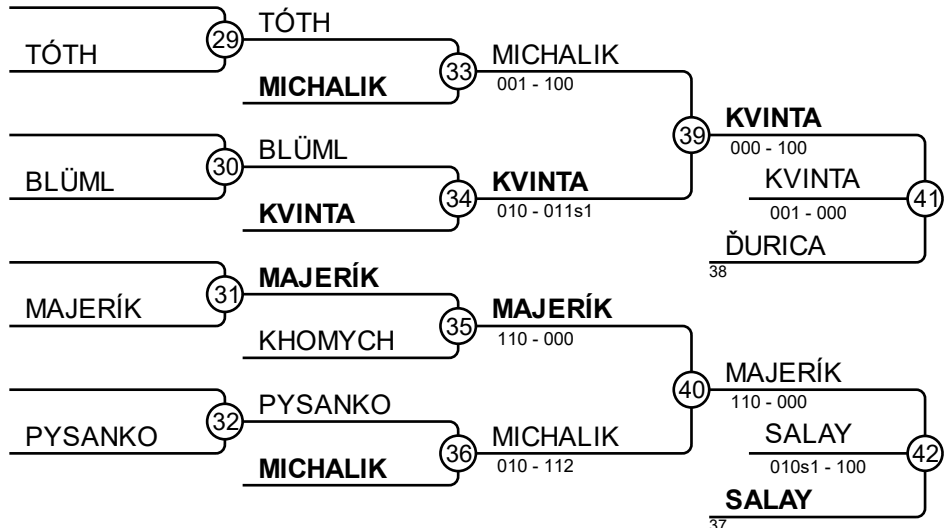 TÓTH
29
TÓTH
MICHALIK
33
MICHALIK
001 - 100
BLÜML
30
BLÜML
KVINTA
34
KVINTA
010 - 011s1
39
KVINTA
000 - 100
KVINTA
001 - 000
41
ĎURICA
38
MAJERÍK
31
MAJERÍK
KHOMYCH
35
MAJERÍK
110 - 000
PYSANKO
32
PYSANKO
MICHALIK
36
MICHALIK
010 - 112
40
MAJERÍK
110 - 000
SALAY
010s1 - 100
42
SALAY
37